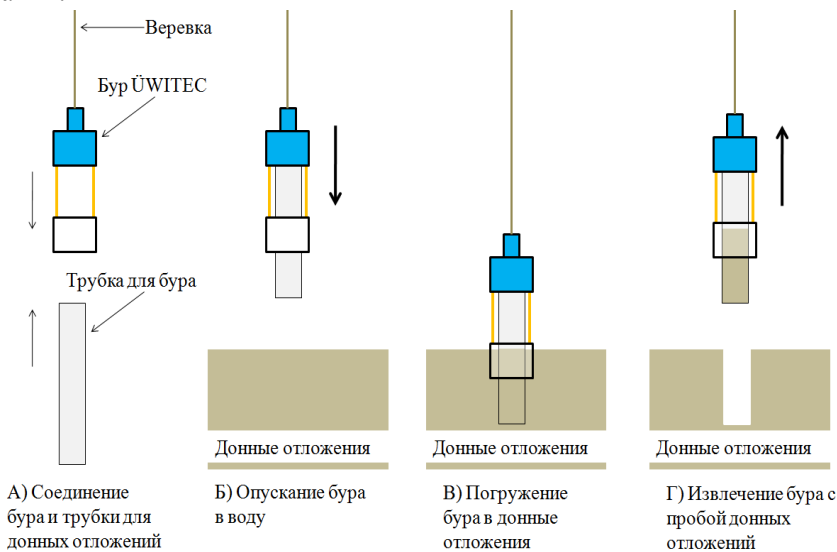 Веревка
Бур ÜWITEC
Трубка для бура
Донные отложения
Донные отложения
Донные отложения
А) Соединение
бура и трубки для
донных отложений
Б) Опускание бура
в воду
В) Погружение
бура в донные
отложения
Г) Извлечение бура с
пробой донных
отложений